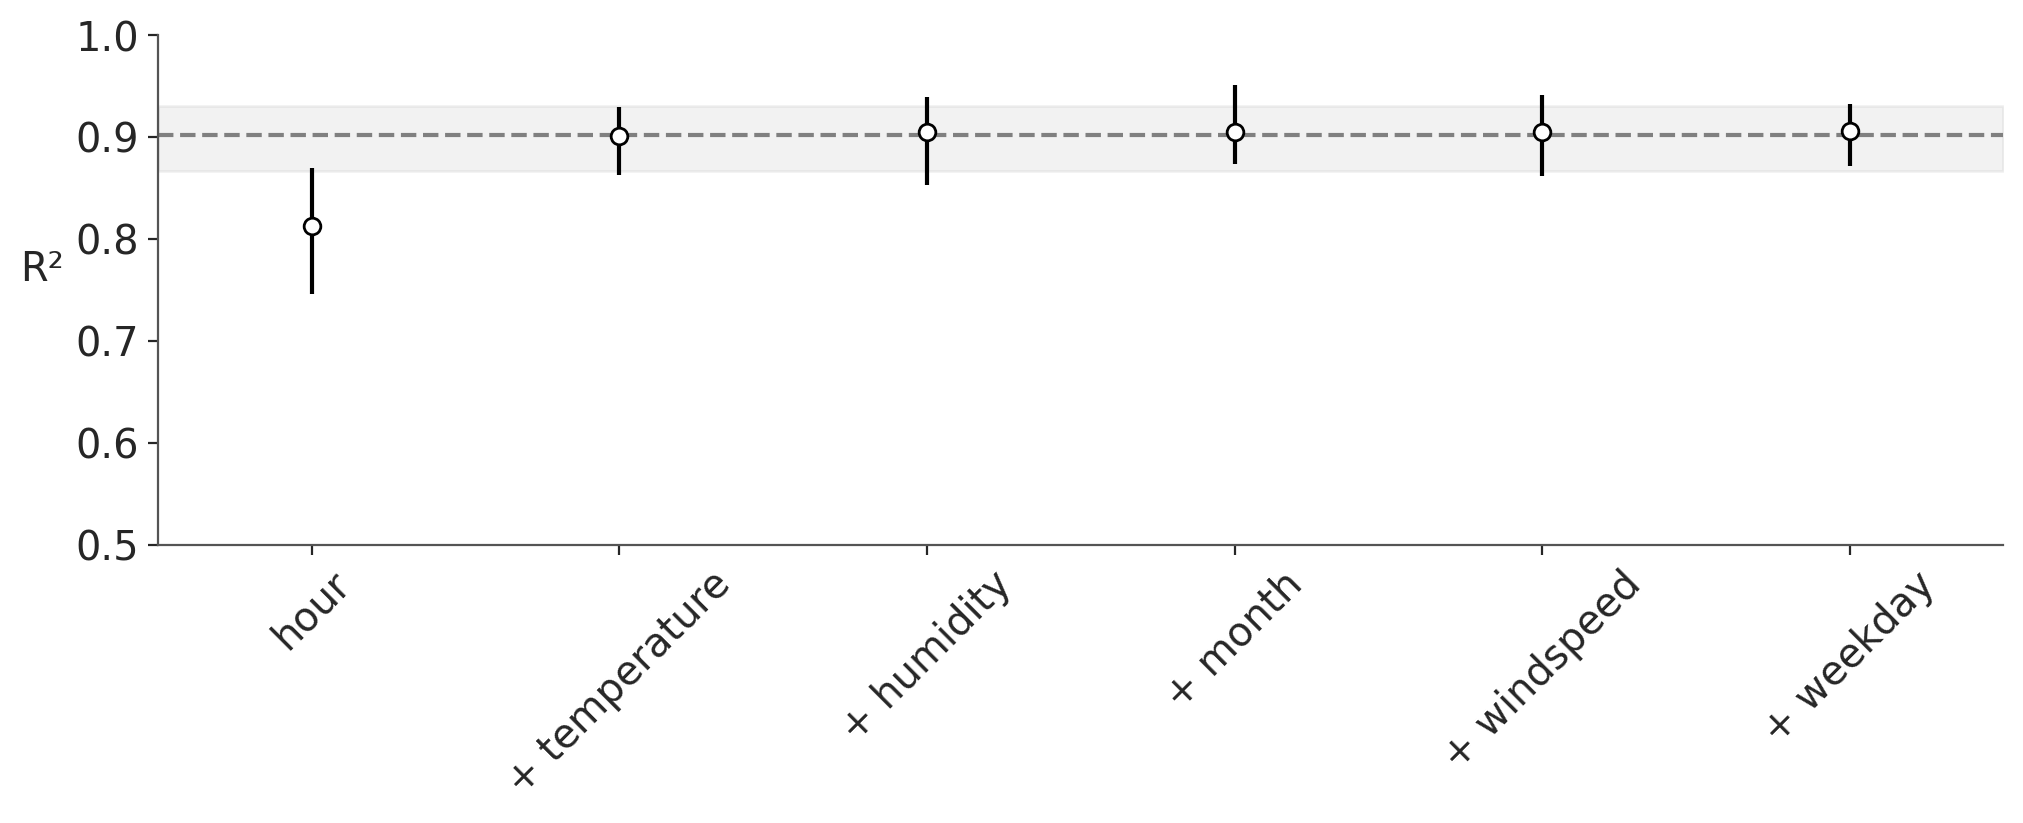 1.0
0.9
0.8
0.7
0.6
0.5
R²
hour
+ temperature
+ humidity
+ month
+ windspeed
+ weekday